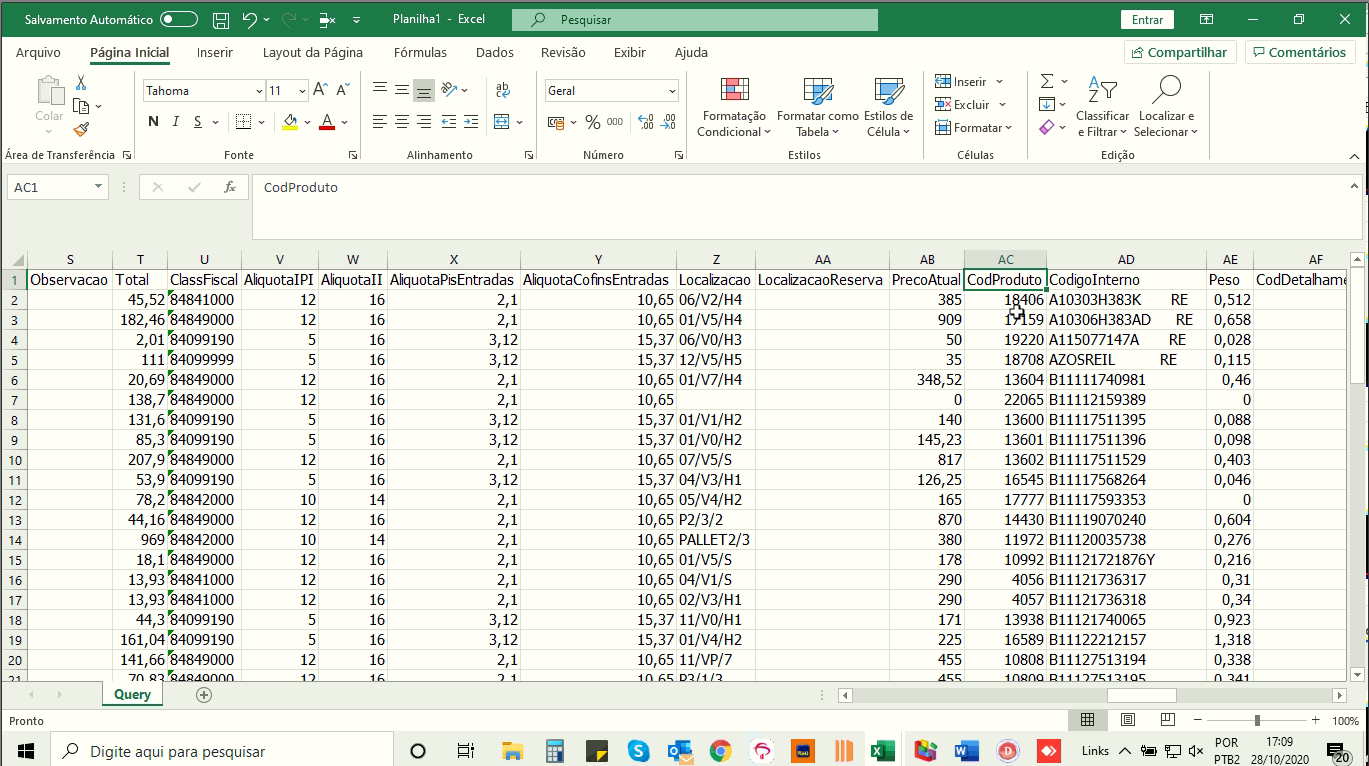 Salvamento Automático Planilha1 - Excel Pesquisar Entrar
Arquivo Página Inicial Inserir Layout da Página Fórmulas Dados Revisão Exibir Ajuda Compartilhar Comentários
Colar Tahoma 11 A A ab Geral Formatação Condicional Formatar como Tabela Estilos de Célula Inserir Excluir Formatar Classificar e Filtrar Localizar e Selecionar
N I S A % 000
Área de Transferência Fonte Alinhamento Número Estilos Células Edição
AC1 fx CodProduto
S T U V W X Y Z AA AB AC AD AE AF
1 Observacao Total ClassFiscal AliquotaIPI AliquotaII AliquotaPisEntradas AliquotaCofinsEntradas Localizacao LocalizacaoReserva PrecoAtual CodProduto CodigoInterno Peso
2 45,52 84841000 12 16 2,1 10,65 06/V2/H4 385 18406 A10303H383K RE 0,512
3 182,46 84849000 12 16 2,1 10,65 01/V5/H4 909 17159 A10306H383AD RE 0,658
4 2,01 84099190 5 16 3,12 15,37 06/V0/H3 50 19220 A115077147A RE 0,028
5 111 84099999 5 16 3,12 15,37 12/V5/H5 35 18708 AZOSREIL RE 0,115
6 20,69 84849000 12 16 2,1 10,65 01/V7/H4 348,52 13604 B11111740981 0,46
7 138,7 84849000 12 16 2,1 10,65 0 22065 B11112159389 0
8 131,6 84099190 5 16 3,12 15,37 01/V1/H2 140 13600 B11117511395 0,088
9 85,3 84099190 5 16 3,12 15,37 01/V0/H2 145,23 13601 B11117511396 0,098
10 207,9 84849000 12 16 2,1 10,65 07/V5/S 817 13602 B11117511529 0,403
11 53,9 84099190 5 16 3,12 15,37 04/V3/H1 126,25 16545 B11117568264 0,046
12 78,2 84842000 10 14 2,1 10,65 05/V4/H2 165 17777 B11117593353 0
13 44,16 84849000 12 16 2,1 10,65 P2/3/2 870 14430 B11119070240 0,604
14 969 84842000 10 14 2,1 10,65 PALLET2/3 380 11972 B11120035738 0,276
15 18,1 84849000 12 16 2,1 10,65 01/V5/S 178 10992 B11121721876Y 0,216
16 13,93 84841000 12 16 2,1 10,65 04/V1/S 290 4056 B11121736317 0,31
17 13,93 84841000 12 16 2,1 10,65 02/V3/H1 290 4057 B11121736318 0,34
18 44,3 84099190 5 16 3,12 15,37 11/V0/H1 171 13938 B11121740065 0,923
19 161,04 84099190 5 16 3,12 15,37 01/V4/H2 225 16589 B11122212157 1,318
20 141,66 84849000 12 16 2,1 10,65 11/VP/7 455 10808 B11127513194 0,338
21 70,83 84849000 12 16 2,1 10,65 P3/1/3 455 10809 B11127513195 0,341
Query
Pronto 100%
Digite aqui para pesquisar Links POR PTB2 17:09 28/10/2020 20